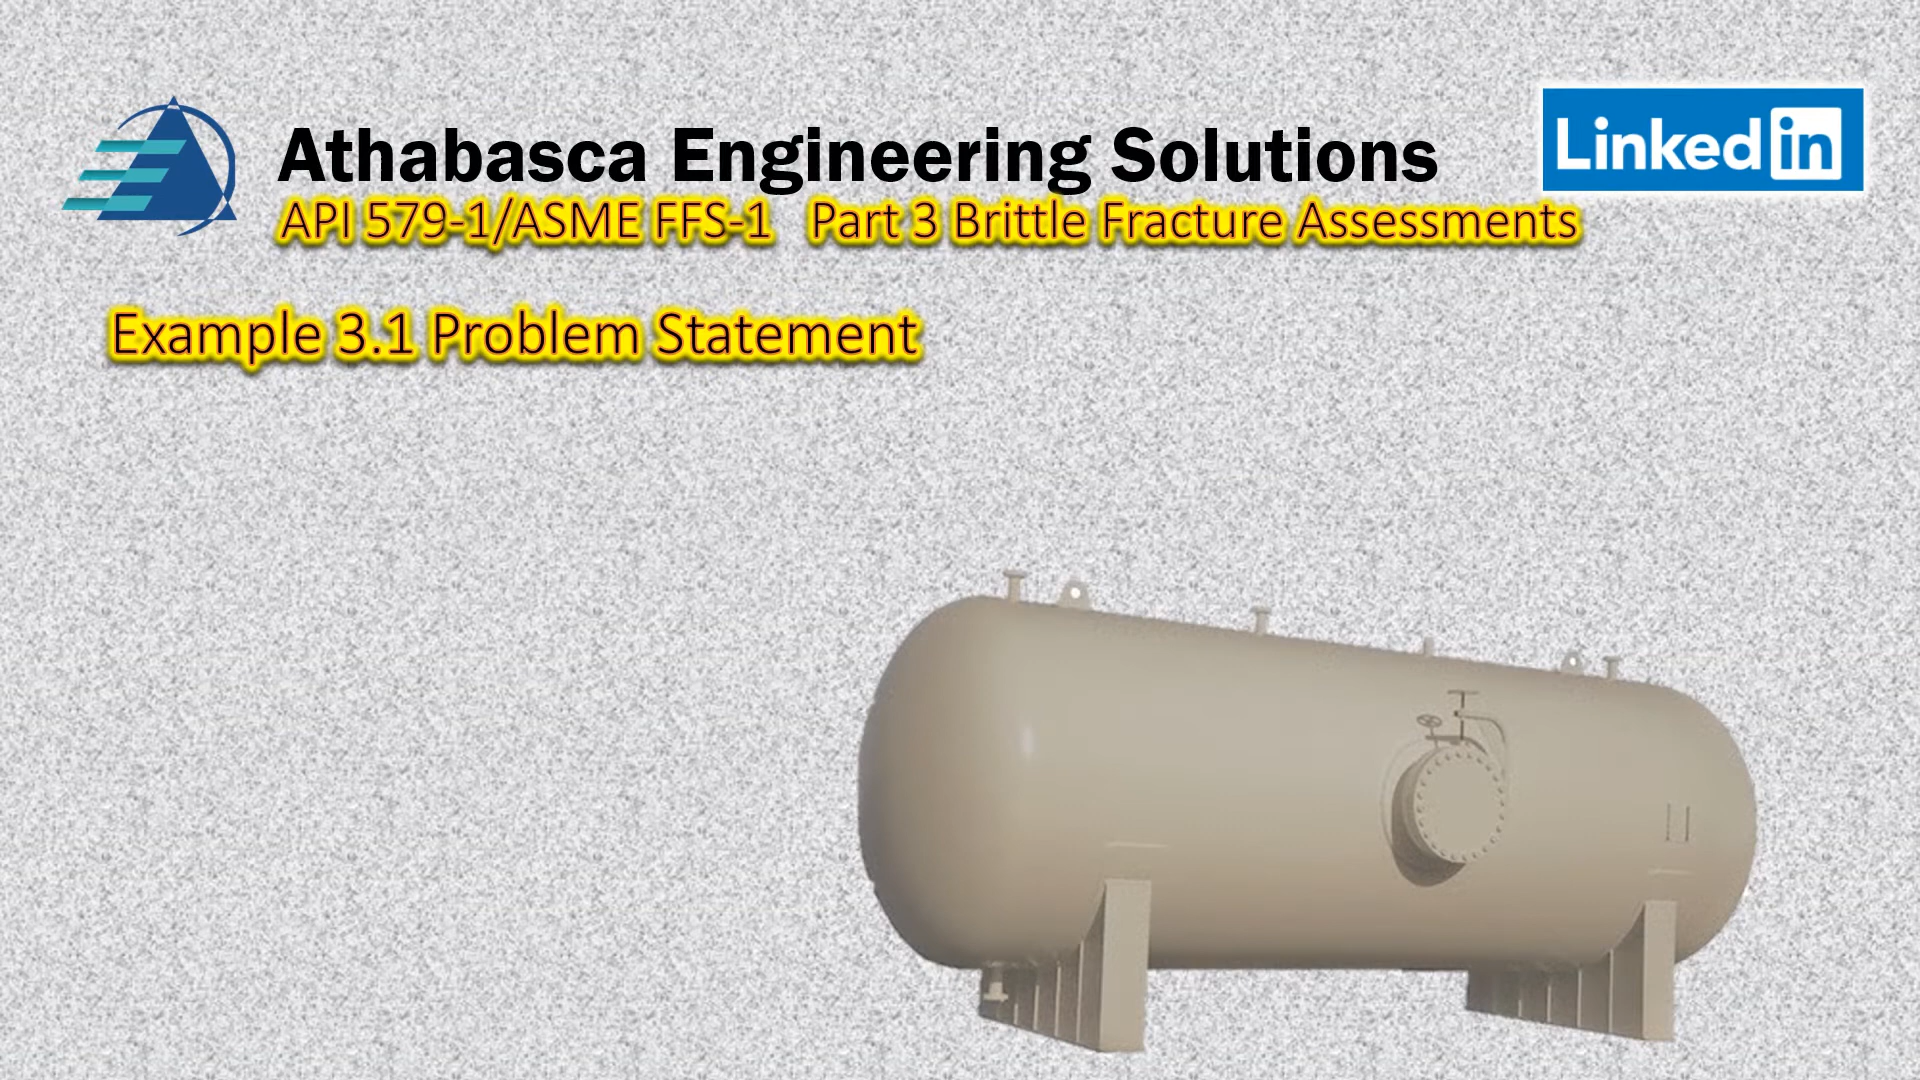 Athabasca Engineering Solutions
LinkedIn
API 579-1/ASME FFS-1 Part 3 Brittle Fracture Assessments
Example 3.1 Problem Statement